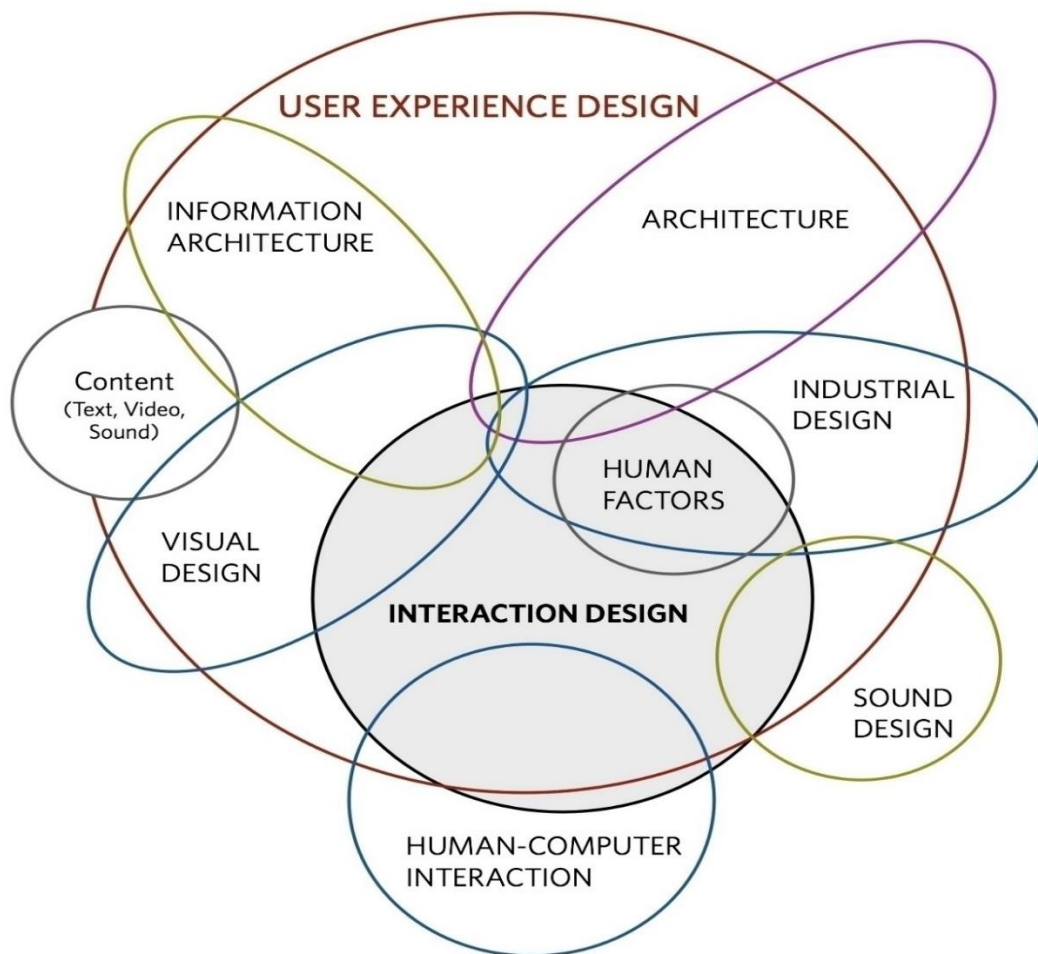 USER EXPERIENCE DESIGN
INFORMATION
ARCHITECTURE
ARCHITECTURE
Content
(Text, Video,
Sound)
INDUSTRIAL
DESIGN
HUMAN
FACTORS
VISUAL
DESIGN
INTERACTION DESIGN
SOUND
DESIGN
HUMAN-COMPUTER
INTERACTION